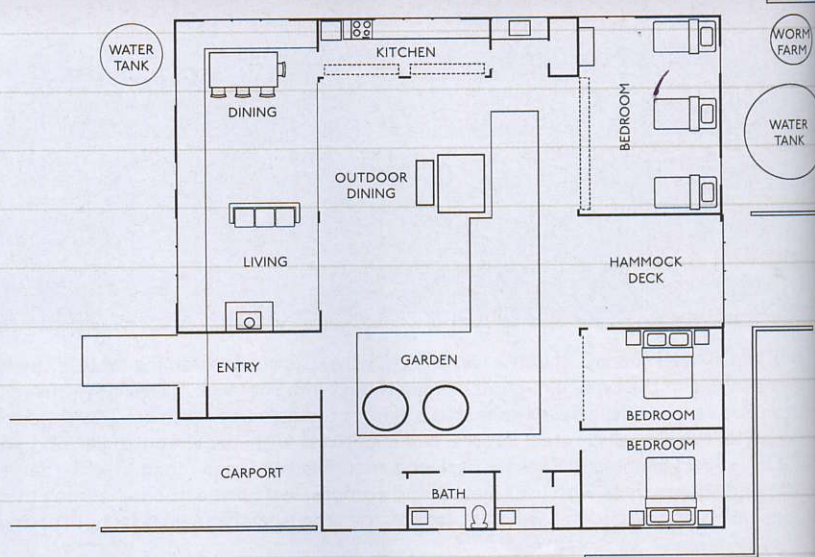 WATER
TANK
KITCHEN
WORM
FARM
DINING
BEDROOM
WATER
TANK
OUTDOOR
DINING
LIVING
HAMMOCK
DECK
ENTRY
GARDEN
BEDROOM
BEDROOM
CARPORT
BATH